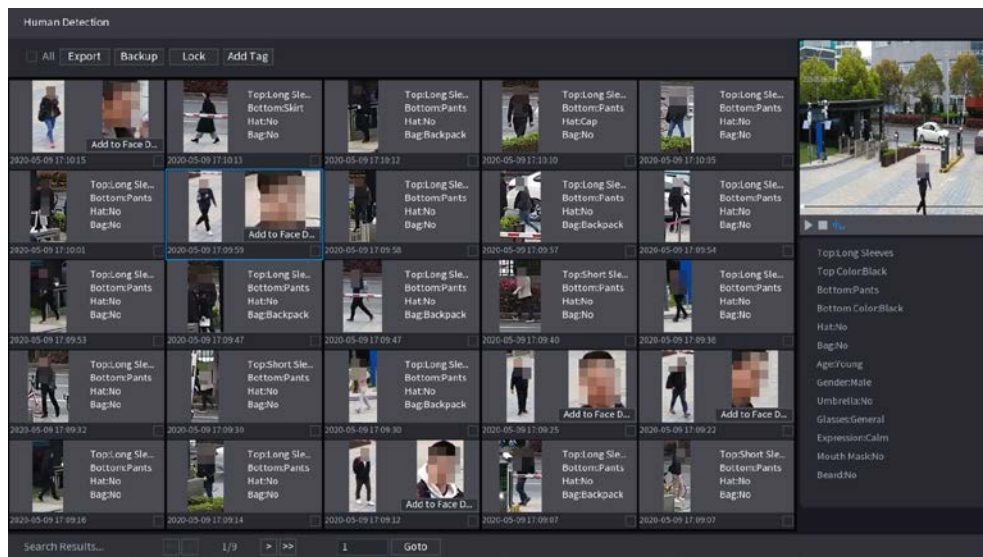 Human Detection
All Export Backup Lock Add Tag
Add to Face D...
2020-05-09 17:10:15
Top:Long Sle...
Bottom:Skirt
Hat:No
Bag:No
2020-05-09 17:10:13
Top:Long Sle...
Bottom:Pants
Hat:No
Bag:Backpack
2020-05-09 17:10:12
Top:Long Sle...
Bottom:Pants
Hat:Cap
Bag:No
2020-05-09 17:10:10
Top:Long Sle...
Bottom:Pants
Hat:No
Bag:No
2020-05-09
Top:Long Sle...
Bottom:Pants
Hat:No
Bag:No
2020-05-09 17:10:01
Add to Face D...
2020-05-09 17:09:59
Top:Long Sle...
Bottom:Pants
Hat:No
Bag:No
2020-05-09 17:09:58
Top:Long Sle...
Bottom:Pants
Hat:No
Bag:Backpack
2020-05-09 17:09:57
Top:Long Sle...
Bottom:Pants
Hat:No
Bag:No
2020-05-09 17:09:54
Top:Long Sle...
Bottom:Pants
Hat:No
Bag:No
2020-05-09 17:09:53
Top:Long Sle...
Bottom:Pants
Hat:No
Bag:Backpack
2020-05-09 17:09:47
Top:Long Sle...
Bottom:Pants
Hat:No
Bag:Backpack
2020-05-09 17:09:47
Top:Short Sle...
Bottom:Pants
Hat:No
Bag:No
2020-05-09 17:09:40
Top:Long Sle...
Bottom:Pants
Hat:No
Bag:No
2020-05-09 17:09:36
Top:Long Sle...
Bottom:Pants
Hat:No
Bag:No
2020-05-09 17:09:32
Top:Short Sle...
Bottom:Pants
Hat:No
Bag:No
2020-05-09 17:09:30
Top:Long Sle...
Bottom:Pants
Hat:No
Bag:Backpack
2020-05-09 17:09:30
Add to Face D...
2020-05-09 17:09:25
Add to Face D...
2020-05-09 17:09:22
Top:Long Sle...
Bottom:Pants
Hat:No
Bag:No
2020-05-09 17:09:16
Top:Long Sle...
Bottom:Pants
Hat:No
Bag:No
2020-05-09 17:09:14
Add to Face D...
2020-05-09 17:09:12
Top:Long Sle...
Bottom:Pants
Hat:No
Bag:Backpack
2020-05-09 17:09:07
Top:Short Sle...
Bottom:Pants
Hat:No
Bag:No
2020-05-09 17:09:07
Top:Long Sleeves
Top Color:Black
Bottom:Pants
Bottom Color:Black
Hat:No
Bag:No
Age:Young
Gender:Male
Umbrella:No
Glasses:General
Expression:Calm
Mouth Mask:No
Beard:No
Search Results... 1/9 > >> 1 Goto